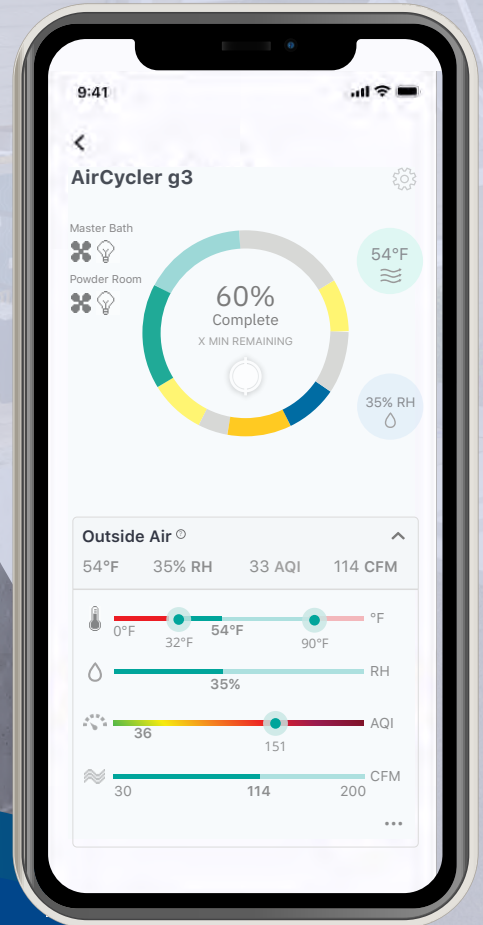 9:41
AirCycler g3
Master Bath
Powder Room
60%
Complete
X MIN REMAINING
54°F
35% RH
Outside Air ?
54°F 35% RH 33 AQI 114 CFM
0°F 32°F 54°F 90°F °F
35% RH
36 151 AQI
30 114 200 CFM